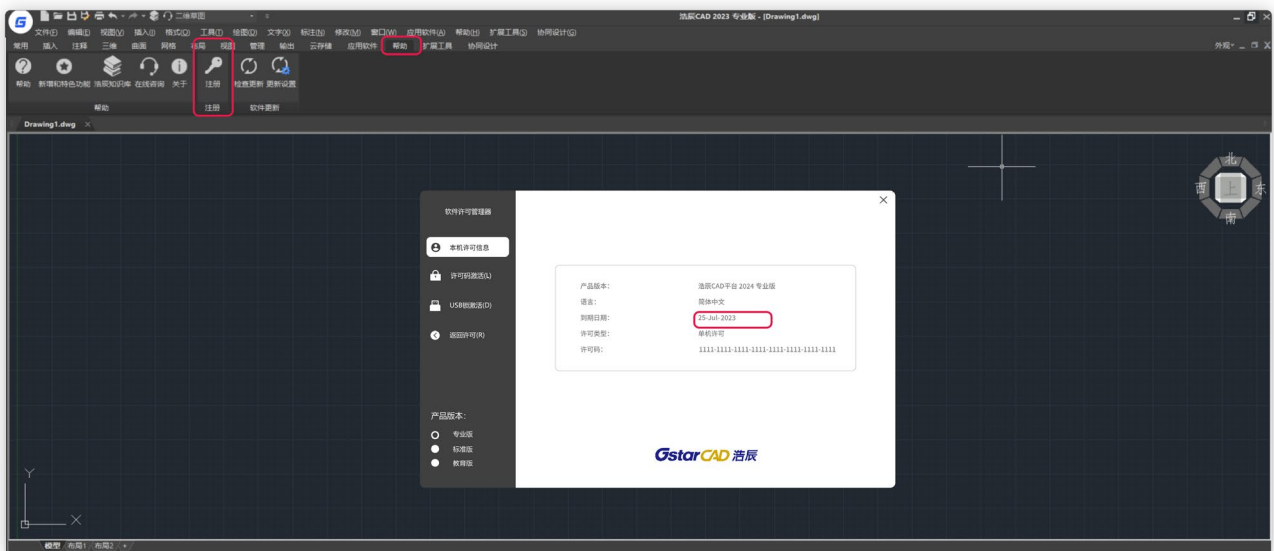 二维草图
浩辰CAD 2023 专业版 - [Drawing1.dwg]
文件(F) 编辑(E) 视图(V) 插入(I) 格式(O) 工具(T) 绘图(D) 文字(X) 标注(N) 修改(M) 窗口(W) 应用软件(A) 帮助(H) 扩展工具(S) 协同设计(G)
常用 插入 注释 三维 曲面 网格 布局 视图 管理 输出 云存储 应用软件 帮助 扩展工具 协同设计 外观
帮助 新增和特色功能 浩辰知识库 在线咨询 关于 注册 检查更新 更新设置
帮助 注册 软件更新
Drawing1.dwg
北
西 上 东
南
软件许可管理器
本机许可信息
许可码激活(L)
USB锁激活(D)
返回许可(R)
产品版本:
专业版
标准版
教育版
产品版本: 浩辰CAD平台 2024 专业版
语言: 简体中文
到期日期: 25-Jul-2023
许可类型: 单机许可
许可码: 1111-1111-1111-1111-1111-1111-1111
GstarCAD 浩辰
Y
X
模型 布局1 布局2 +